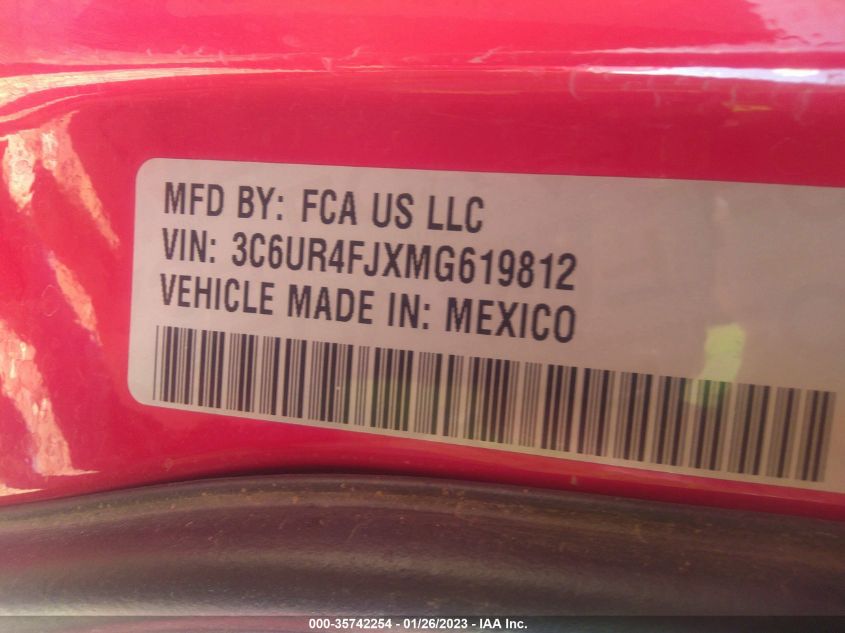 MFD BY: FCA US LLC
VIN: 3C6UR4FJXMG619812
VEHICLE MADE IN: MEXICO
000-35742254 - 01/26/2023 - IAA Inc.